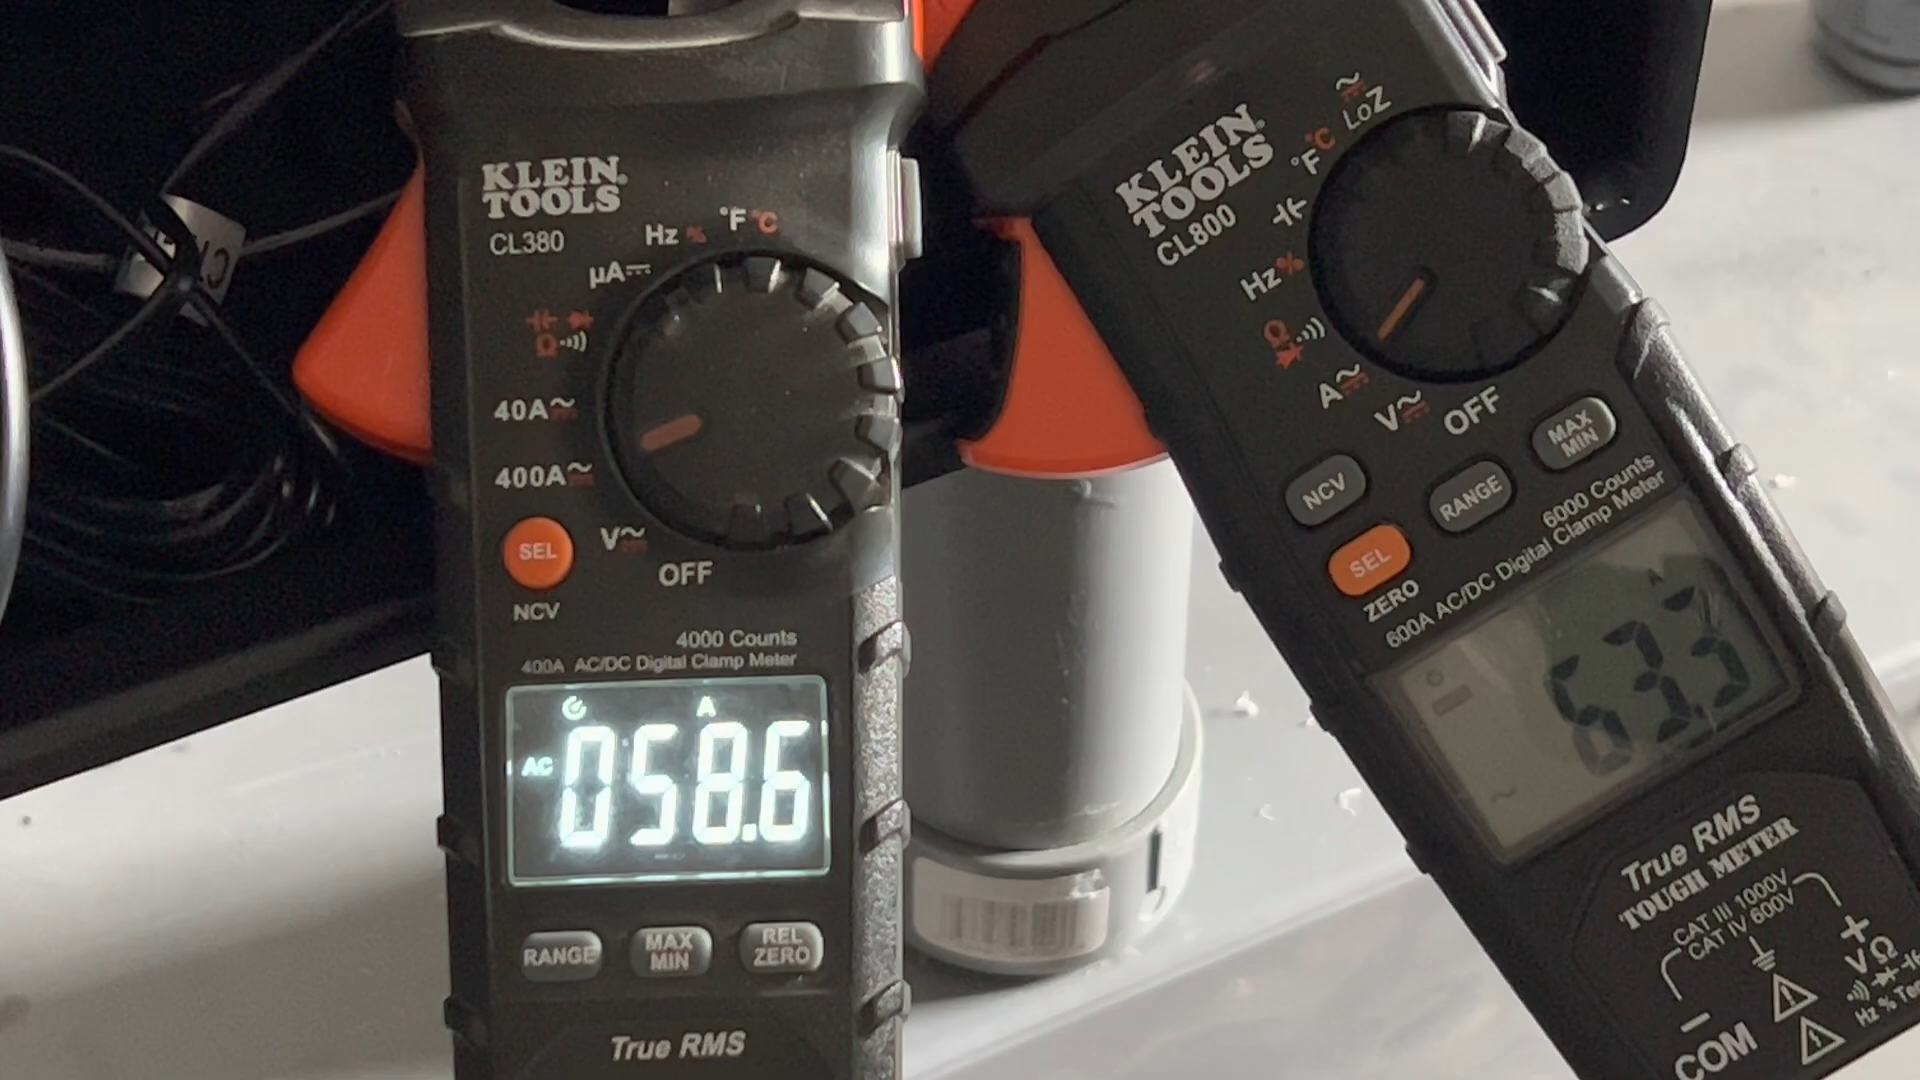 KLEIN
TOOLS
CL380
Hz % °F °C
µA
Ω
40A
400A
V
OFF
SEL
NCV
4000 Counts
400A AC/DC Digital Clamp Meter
A
AC 058.6
RANGE
MAX
MIN
REL
ZERO
True RMS
KLEIN
TOOLS
CL800
LoZ
°F °C
Hz %
Ω
A
V
OFF
NCV
RANGE
MAX
MIN
SEL
ZERO
6000 Counts
600A AC/DC Digital Clamp Meter
A
True RMS
TOUGH METER
CAT III 1000V
CAT IV 600V
+
VΩ
Hz % Te
COM